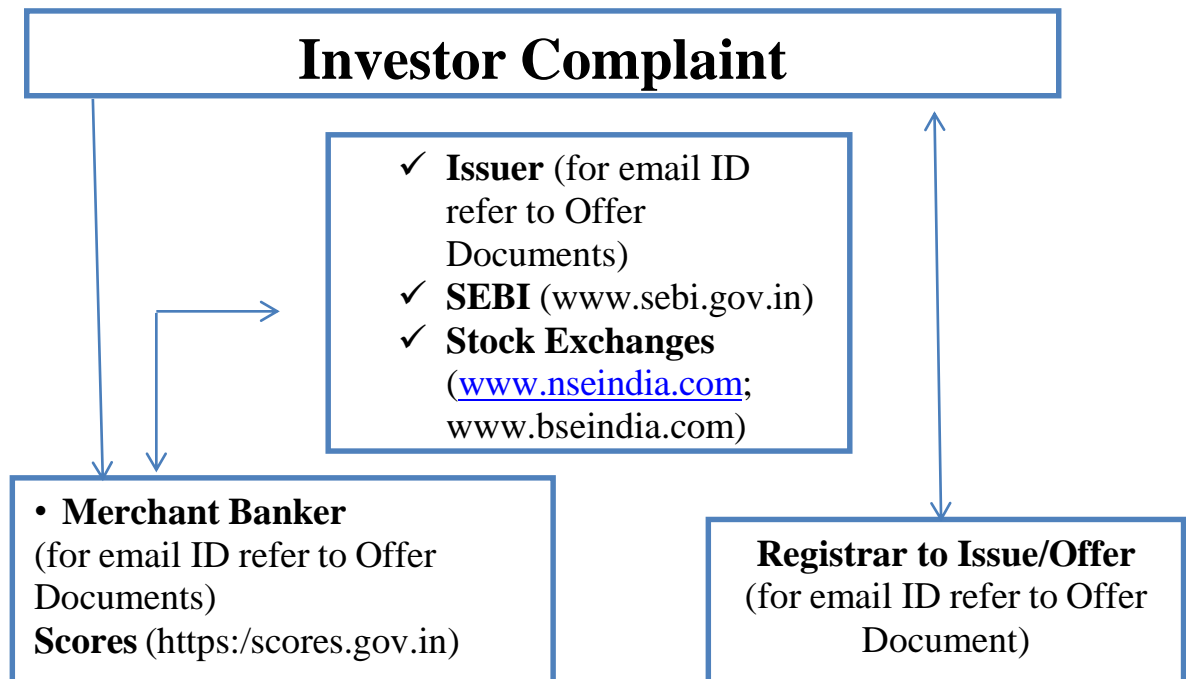 Investor Complaint
✓ Issuer (for email ID
refer to Offer
Documents)
✓ SEBI (www.sebi.gov.in)
✓ Stock Exchanges
(www.nseindia.com;
www.bseindia.com)
• Merchant Banker
(for email ID refer to Offer
Documents)
Scores (https:/scores.gov.in)
Registrar to Issue/Offer
(for email ID refer to Offer
Document)